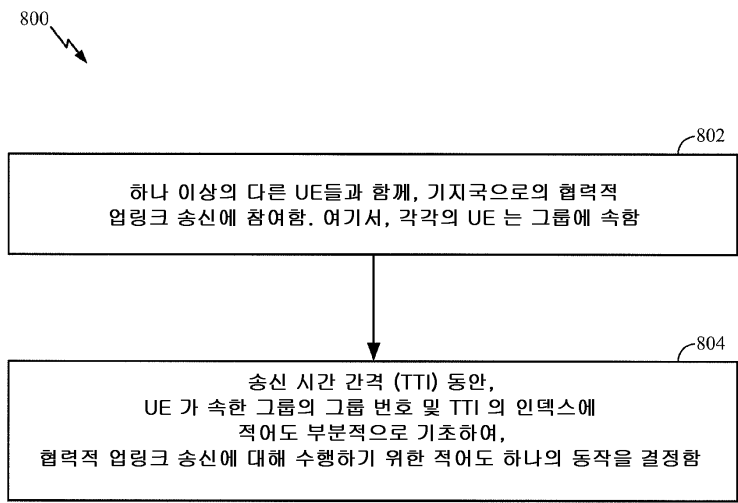 800
802
하나 이상의 다른 UE들과 함께, 기지국으로의 협력적
업링크 송신에 참여함. 여기서, 각각의 UE 는 그룹에 속함
804
송신 시간 간격 (TTI) 동안,
UE 가 속한 그룹의 그룹 번호 및 TTI 의 인덱스에
적어도 부분적으로 기초하여,
협력적 업링크 송신에 대해 수행하기 위한 적어도 하나의 동작을 결정함